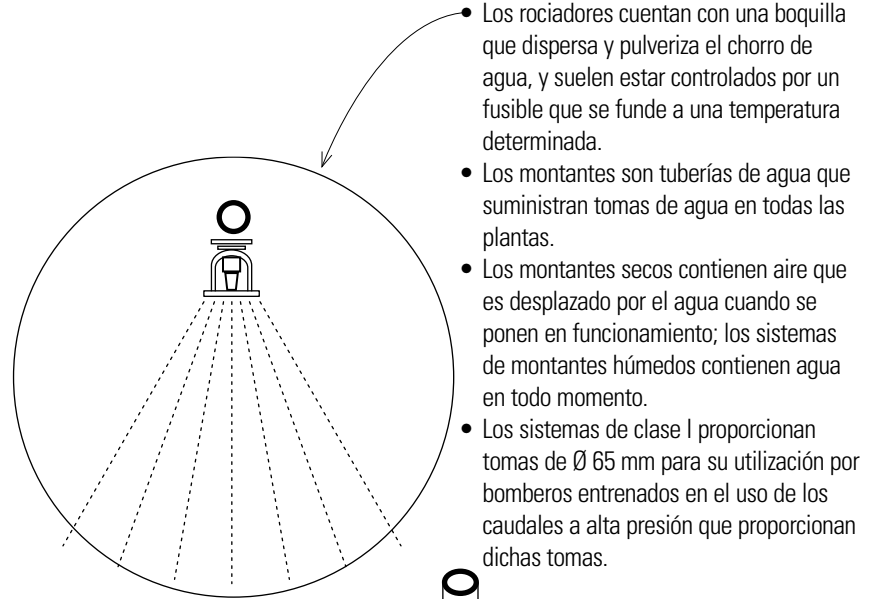 • Los rociadores cuentan con una boquilla
que dispersa y pulveriza el chorro de
agua, y suelen estar controlados por un
fusible que se funde a una temperatura
determinada.
• Los montantes son tuberías de agua que
suministran tomas de agua en todas las
plantas.
• Los montantes secos contienen aire que
es desplazado por el agua cuando se
ponen en funcionamiento; los sistemas
de montantes húmedos contienen agua
en todo momento.
• Los sistemas de clase I proporcionan
tomas de Ø 65 mm para su utilización por
bomberos entrenados en el uso de los
caudales a alta presión que proporcionan
dichas tomas.